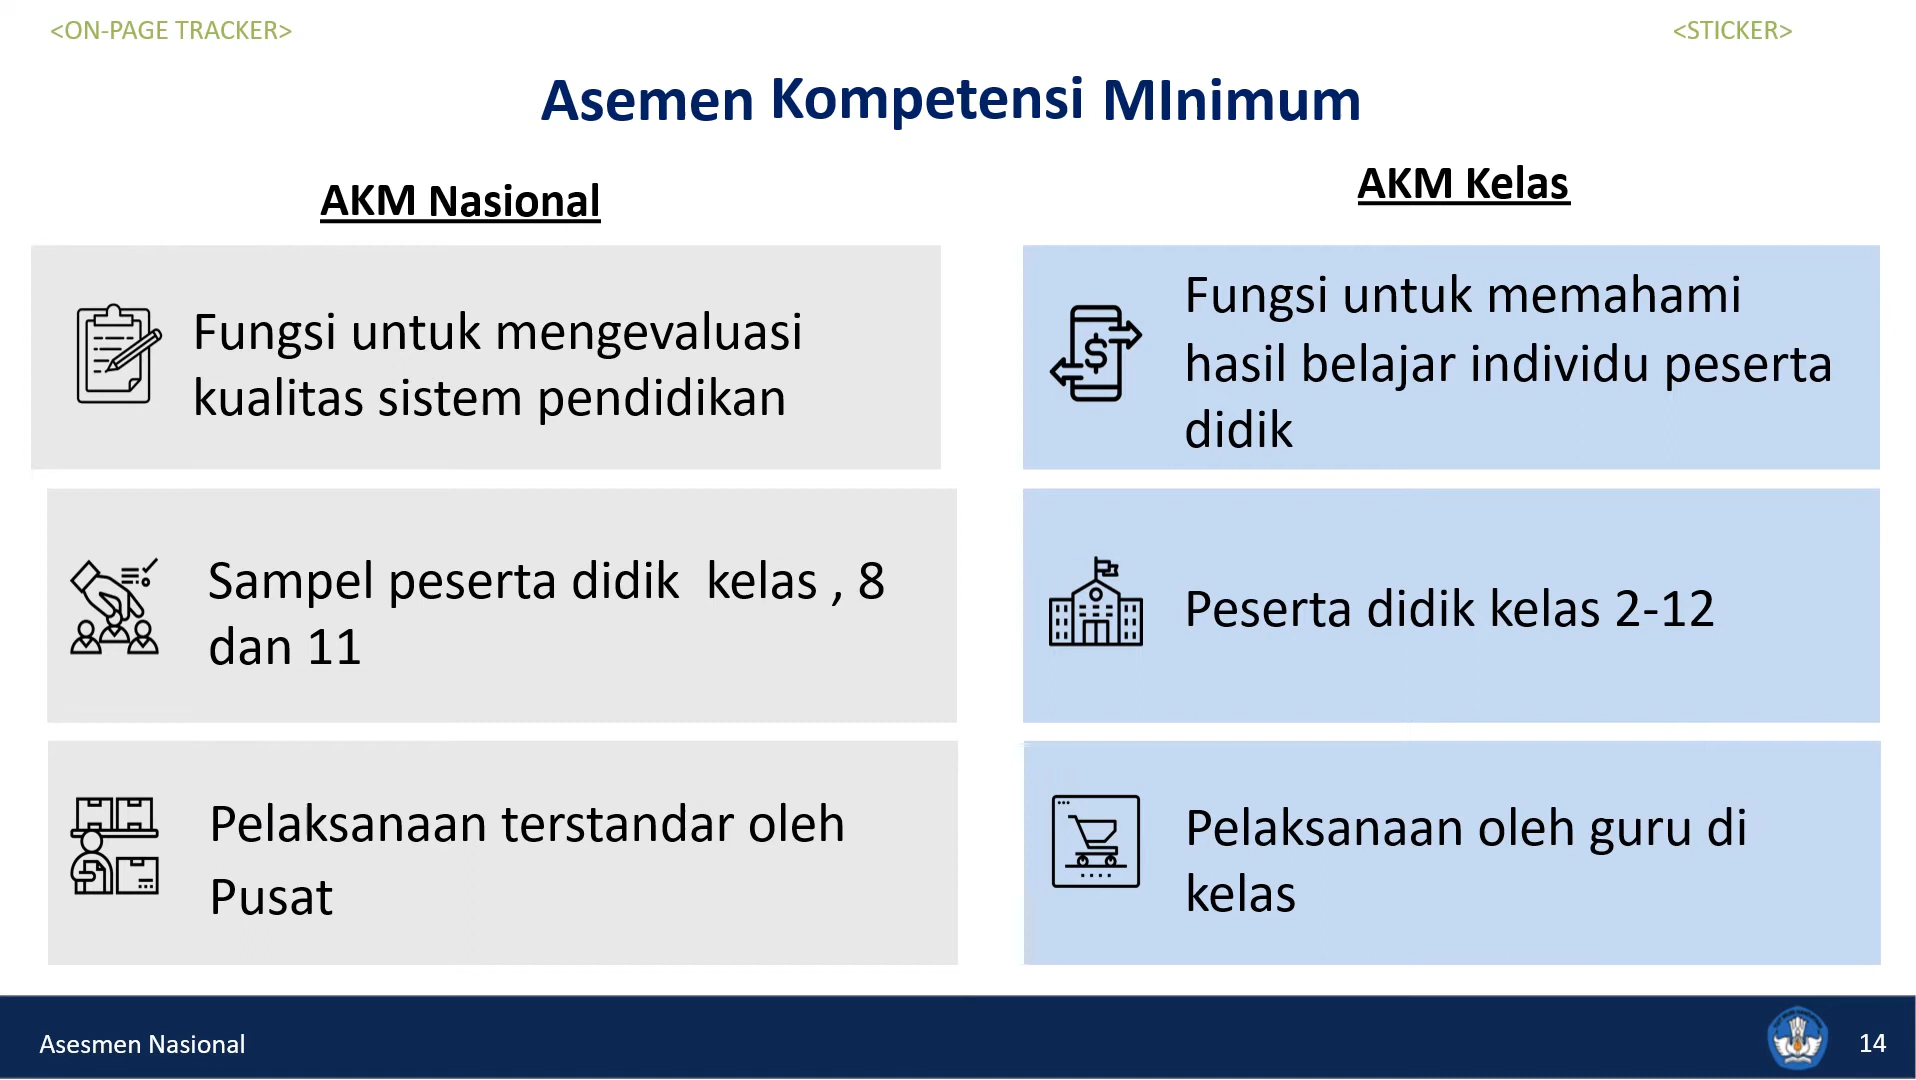 <ON-PAGE TRACKER>
<STICKER>
Asemen Kompetensi MInimum
AKM Nasional
Fungsi untuk mengevaluasi
kualitas sistem pendidikan
Sampel peserta didik  kelas , 8
dan 11
Pelaksanaan terstandar oleh
Pusat
AKM Kelas
Fungsi untuk memahami
hasil belajar individu peserta
didik
Peserta didik kelas 2-12
Pelaksanaan oleh guru di
kelas
Asesmen Nasional
14